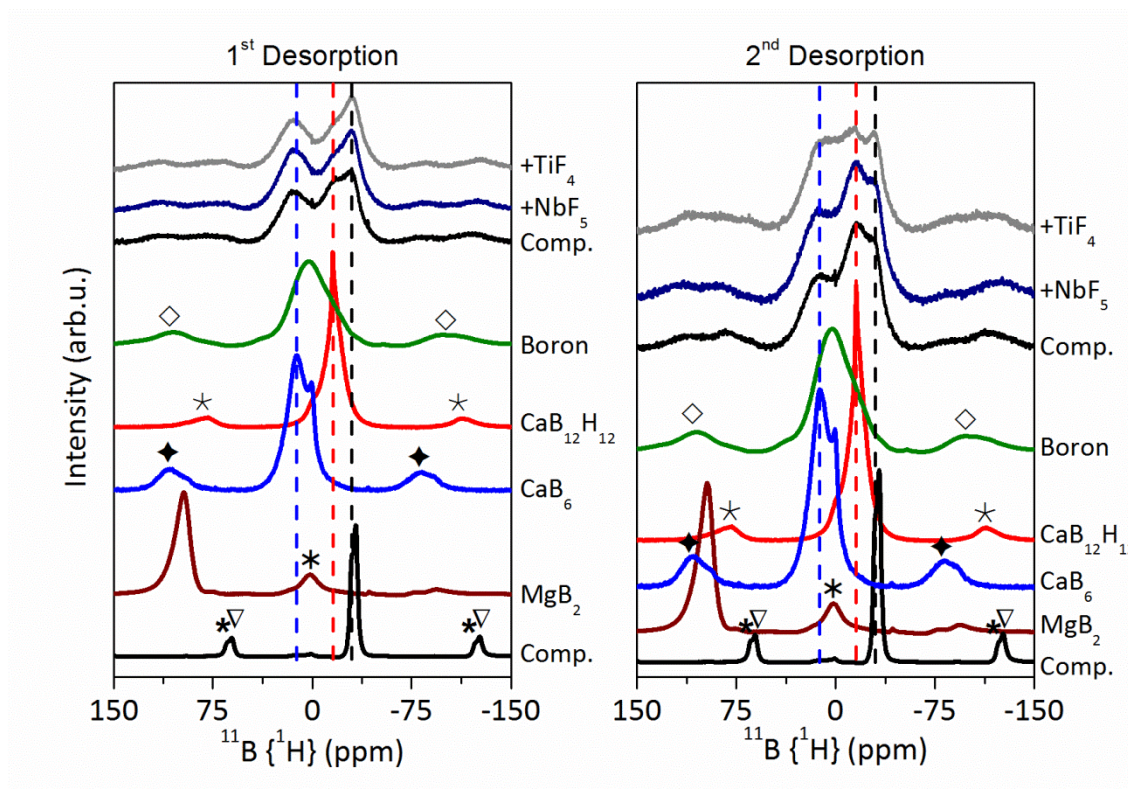 1st Desorption
+TiF4
+NbF5
Comp.
Boron
CaB12H12
CaB6
MgB2
Comp.
Intensity (arb.u.)
150 75 0 -75 -150
11B {1H} (ppm)
2nd Desorption
+TiF4
+NbF5
Comp.
Boron
CaB12H1
CaB6
MgB2
Comp.
150 75 0 -75 -150
11B {1H} (ppm)